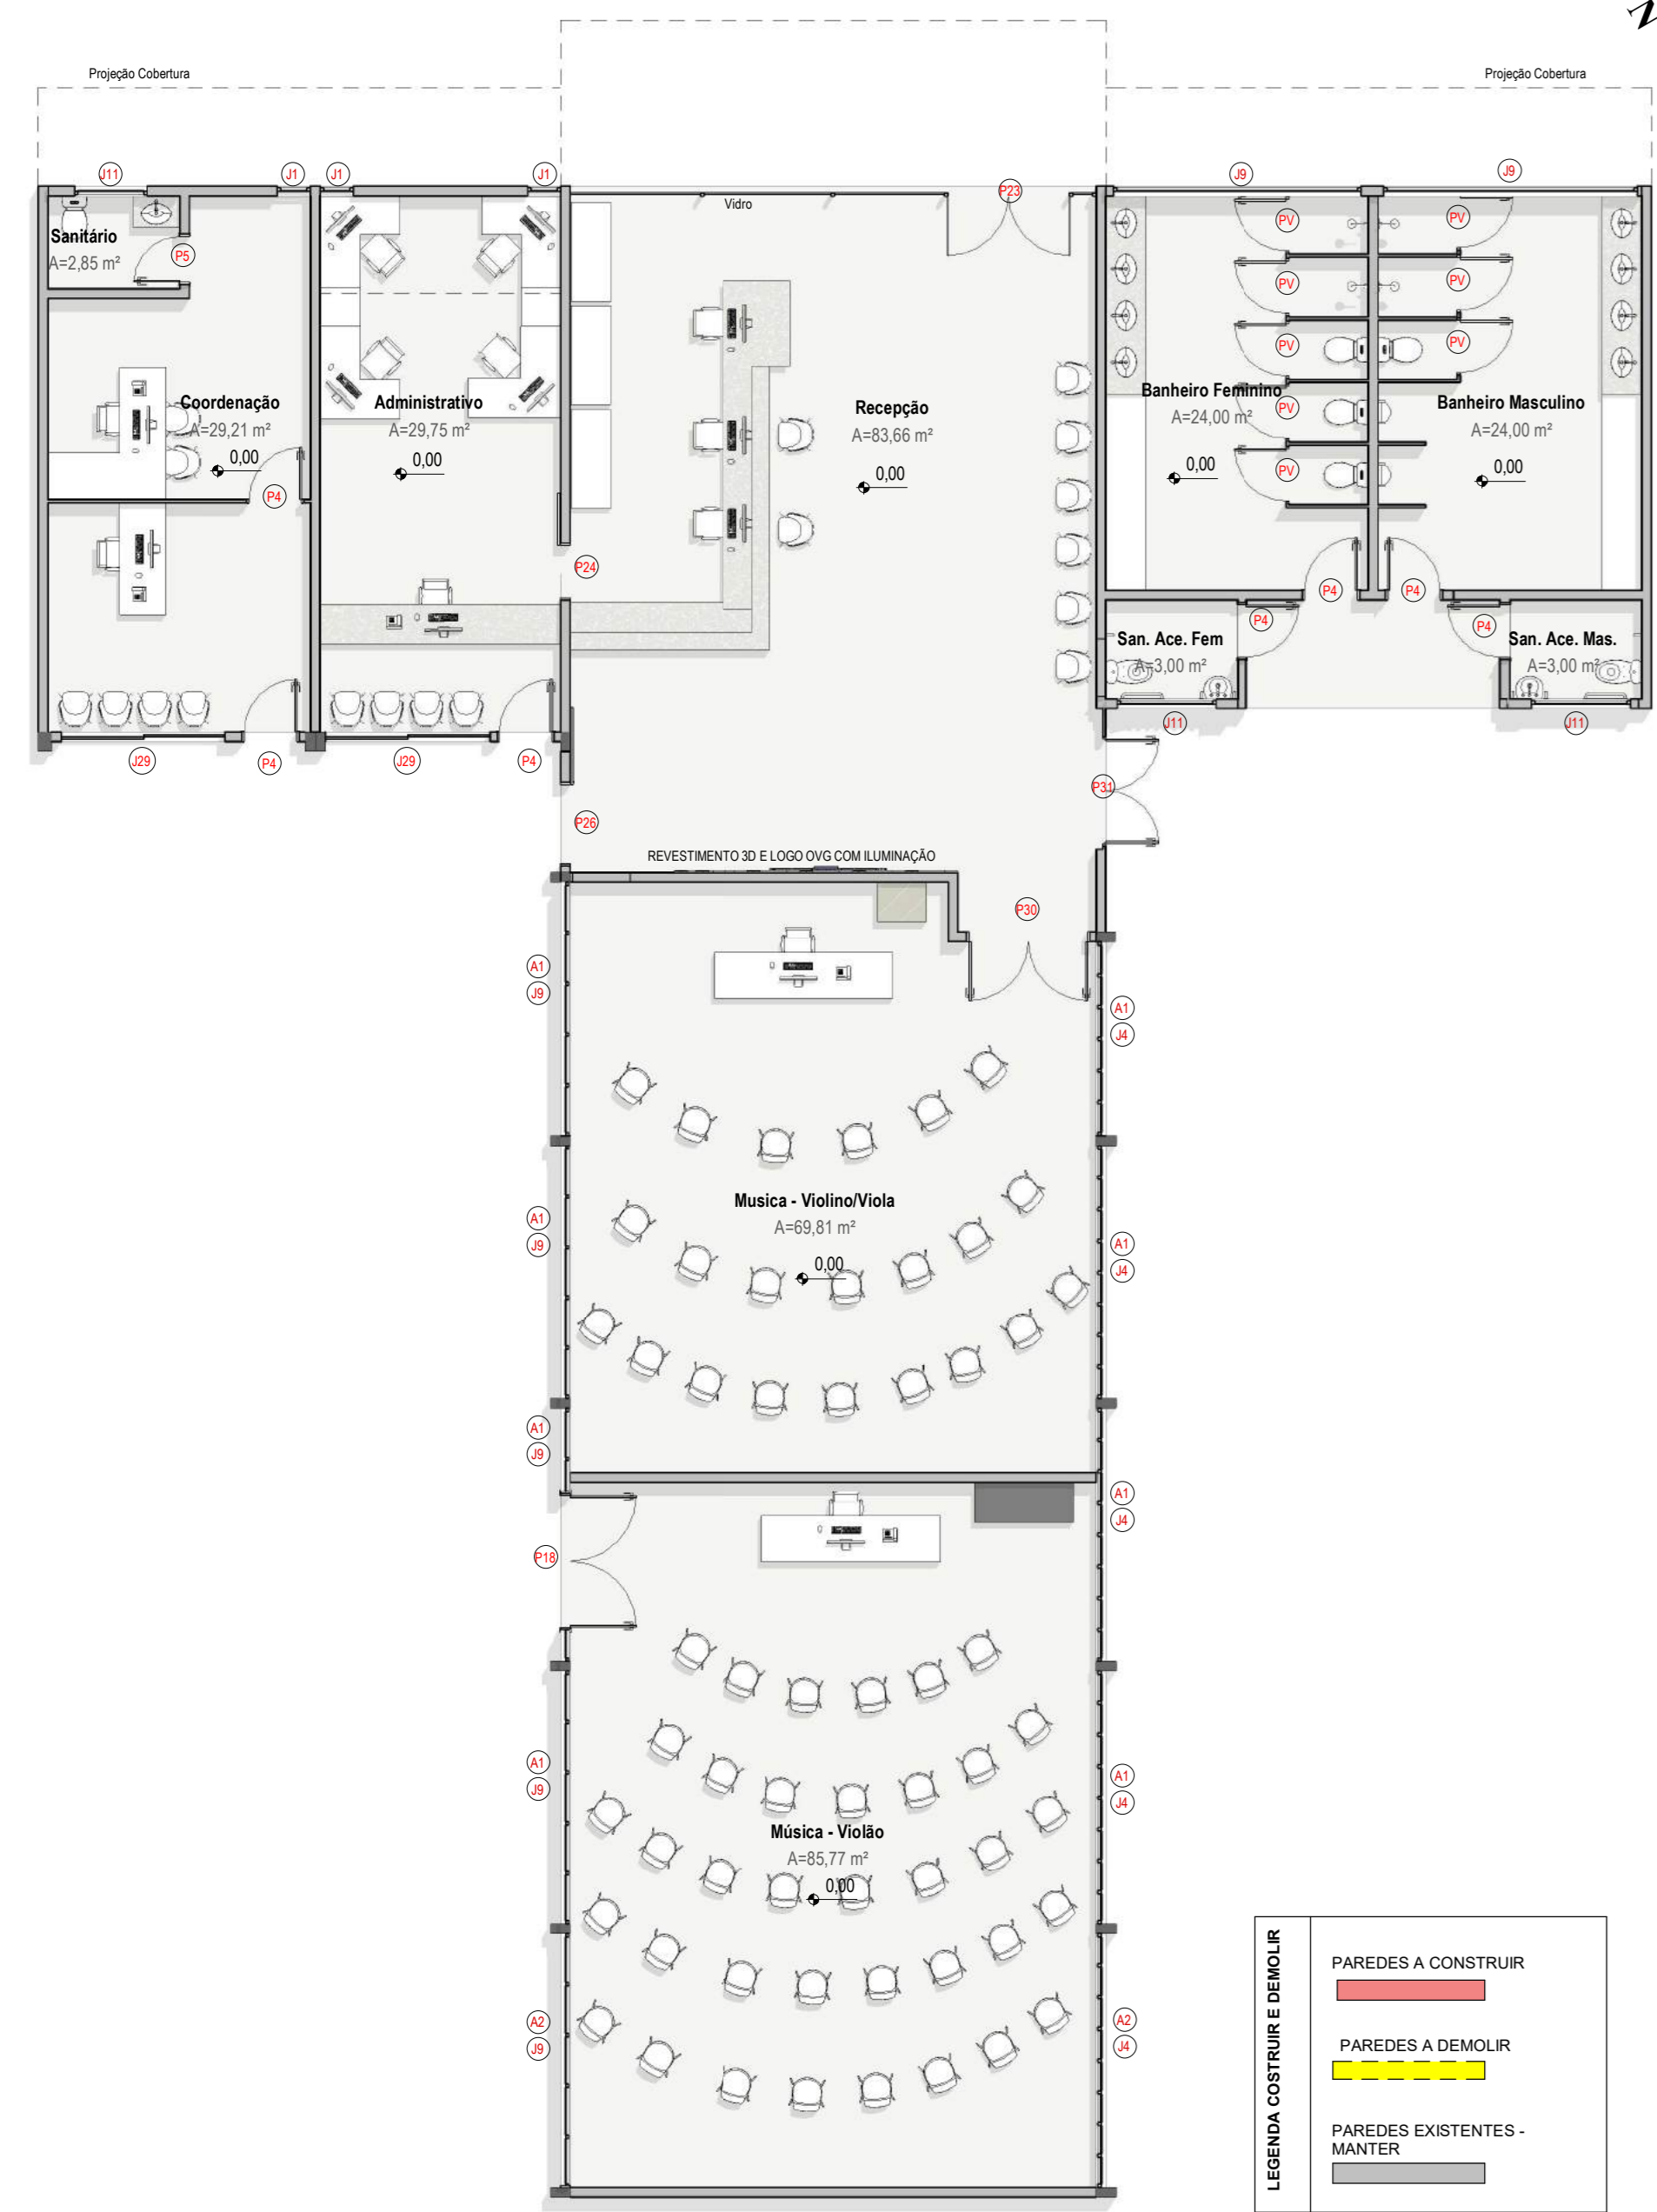 N
Projeção Cobertura
Projeção Cobertura
J11
J1
J1
J1
P23
J9
J9
Vidro
Sanitário
A=2,85 m²
P5
PV
PV
PV
PV
PV
PV
PV
PV
Coordenação
A=29,21 m²
0,00
Administrativo
A=29,75 m²
0,00
Recepção
A=83,66 m²
0,00
Banheiro Feminino
A=24,00 m²
0,00
Banheiro Masculino
A=24,00 m²
0,00
P4
P24
P4
P4
P4
P4
San. Ace. Fem
A=3,00 m²
San. Ace. Mas.
A=3,00 m²
J11
J11
J29
P4
J29
P4
P31
P26
REVESTIMENTO 3D E LOGO OVG COM ILUMINAÇÃO
P30
A1
J9
A1
J4
Musica - Violino/Viola
A=69,81 m²
0,00
A1
J9
A1
J4
A1
J9
A1
J4
P18
A1
J9
A1
J4
Música - Violão
A=85,77 m²
0,00
A2
J9
A2
J4
LEGENDA COSTRUIR E DEMOLIR
PAREDES A CONSTRUIR
PAREDES A DEMOLIR
PAREDES EXISTENTES -
MANTER